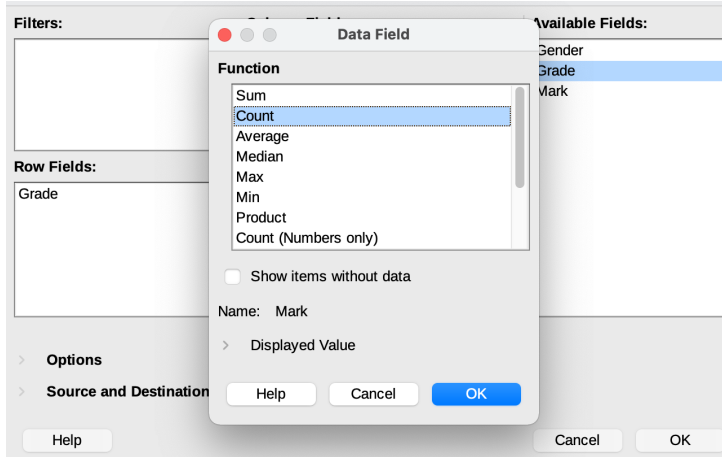 Filters:
Data Field
Available Fields:
Function
Sum
Count
Average
Median
Max
Min
Product
Count (Numbers only)
Gender
Grade
Mark
Row Fields:
Grade
Show items without data
Name: Mark
Displayed Value
Options
Source and Destination
Help
Cancel
OK
Help
Cancel
OK